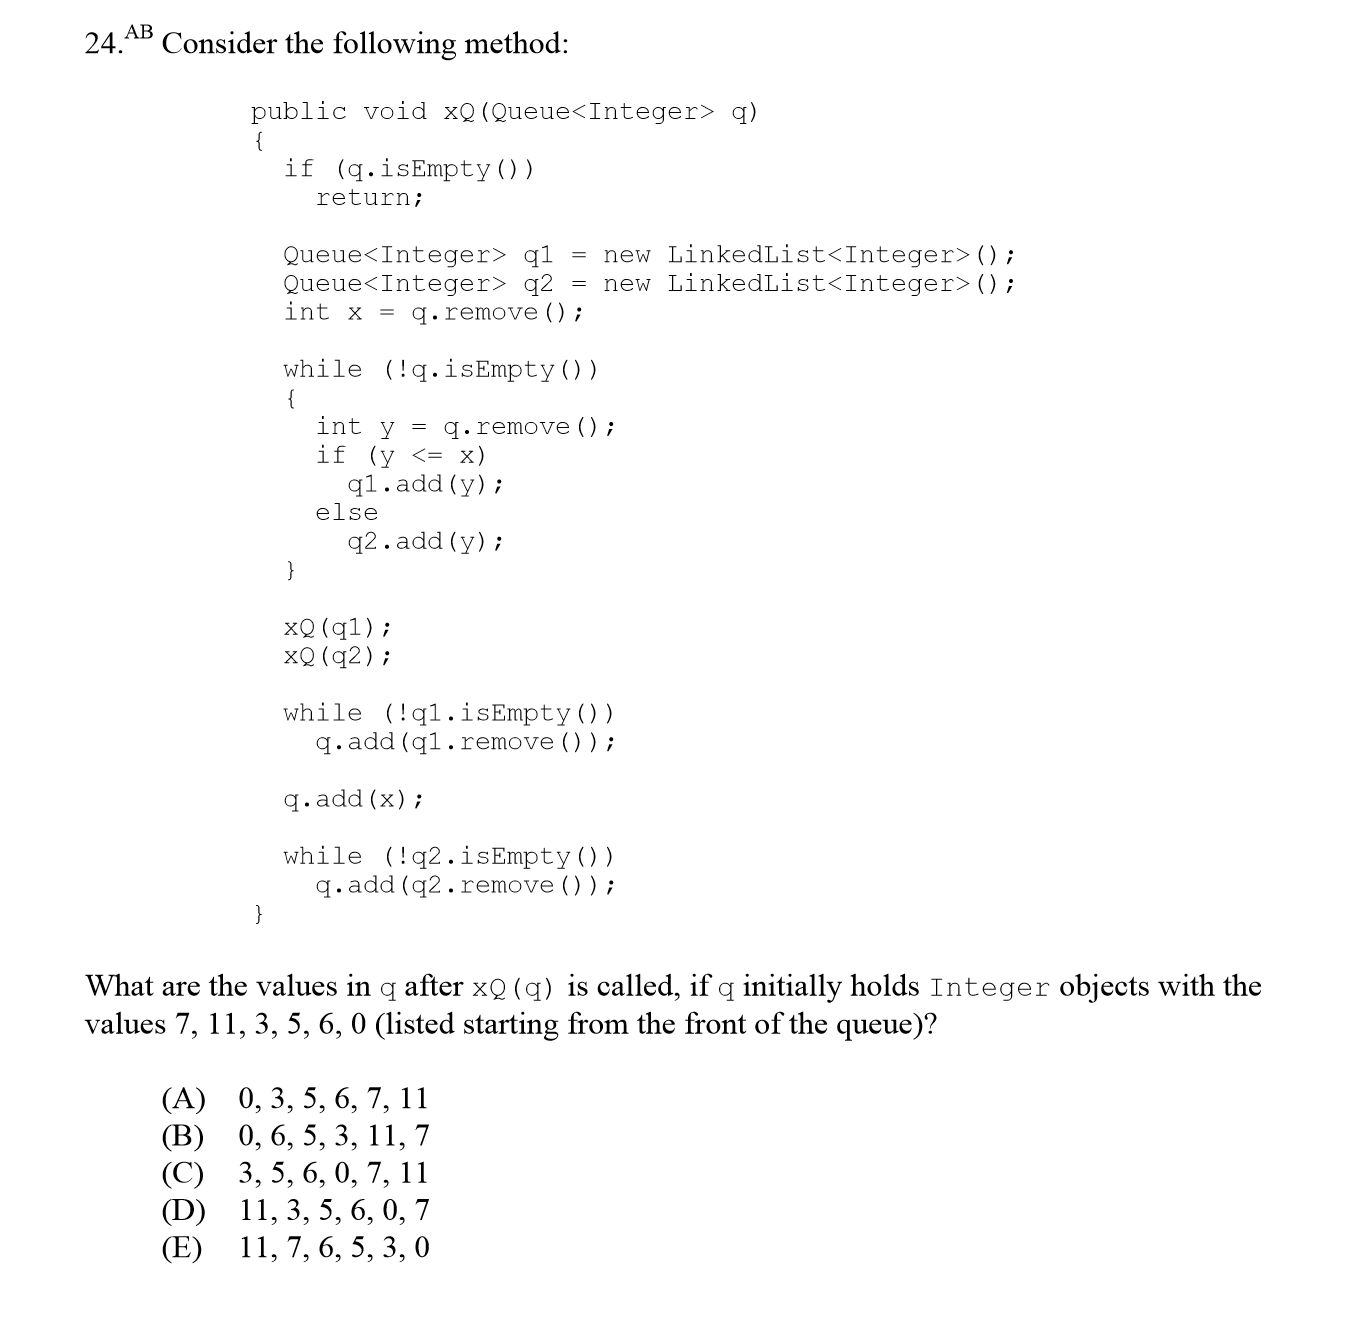 24.AB Consider the following method:
public void xQ(Queue<Integer> q)
{
if (q.isEmpty())
return;
Queue<Integer> q1 = new LinkedList<Integer>();
Queue<Integer> q2 = new LinkedList<Integer>();
int x = q.remove();
while (!q.isEmpty())
{
int y = q.remove();
if (y <= x)
q1.add(y);
else
q2.add(y);
}
xQ(q1);
xQ(q2);
while (!q1.isEmpty())
q.add(q1.remove());
q.add(x);
while (!q2.isEmpty())
q.add(q2.remove());
}
What are the values in q after xQ(q) is called, if q initially holds Integer objects with the
values 7, 11, 3, 5, 6, 0 (listed starting from the front of the queue)?
(A) 0, 3, 5, 6, 7, 11
(B) 0, 6, 5, 3, 11, 7
(C) 3, 5, 6, 0, 7, 11
(D) 11, 3, 5, 6, 0, 7
(E) 11, 7, 6, 5, 3, 0